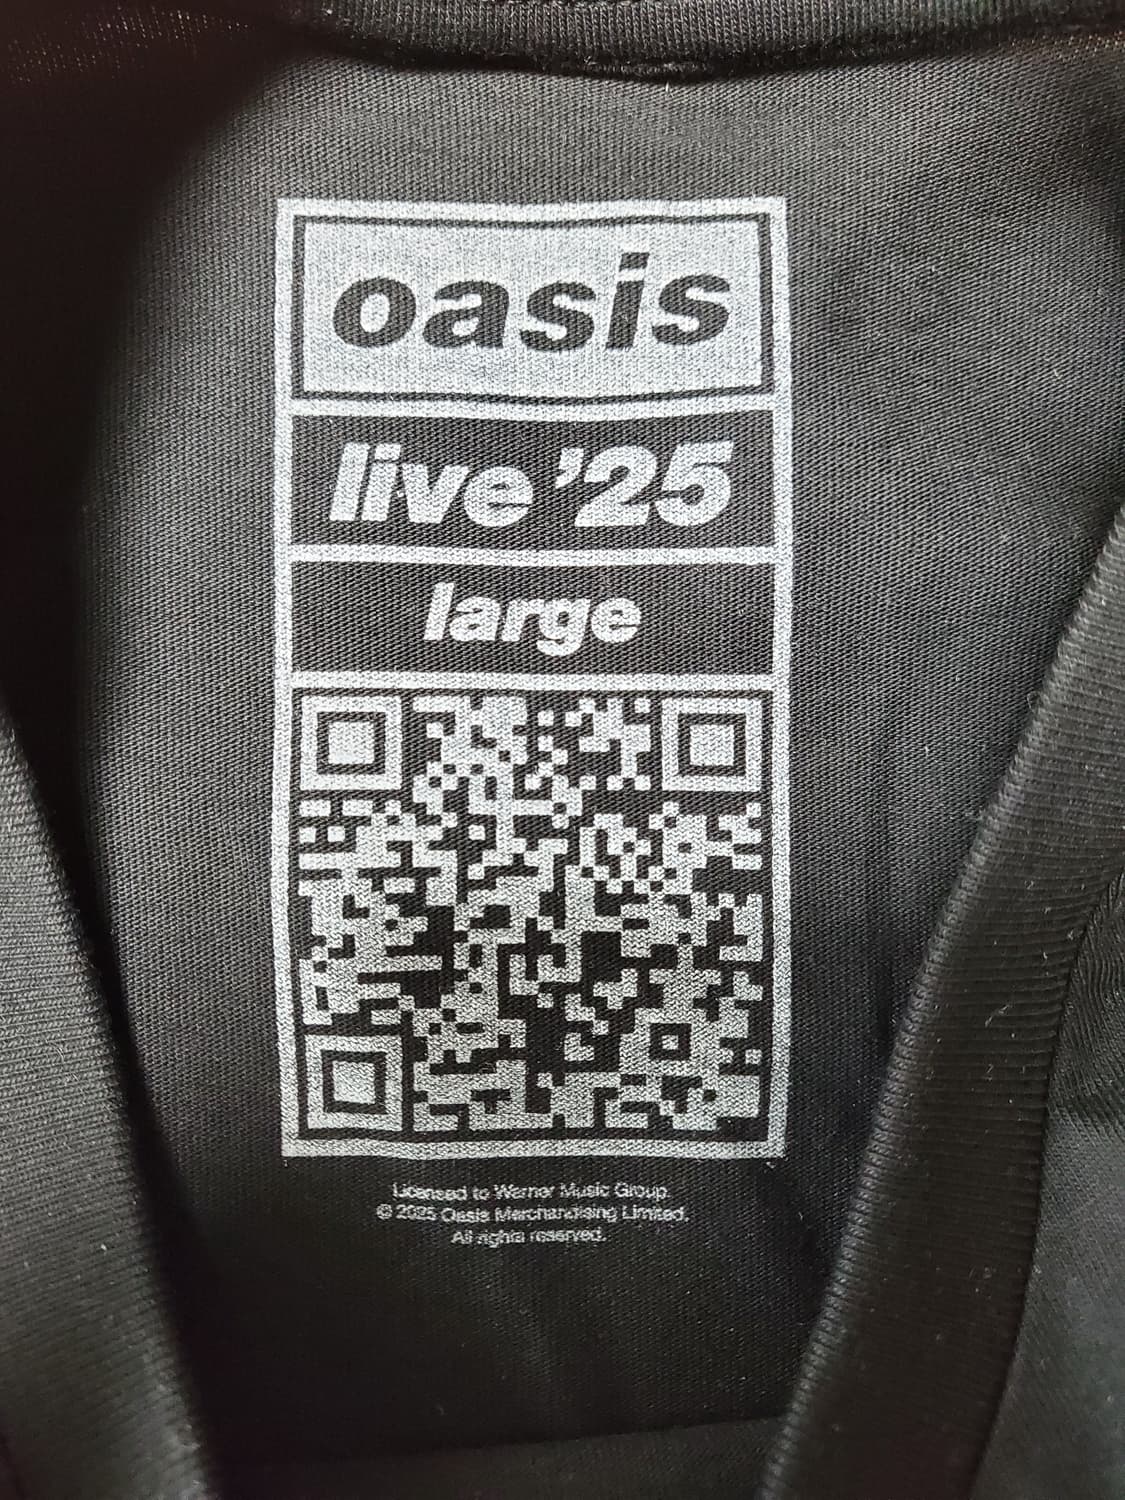 oasis
live '25
large
Licensed to Warner Music Group.
© 2025 Oasis Merchandising Limited.
All rights reserved.